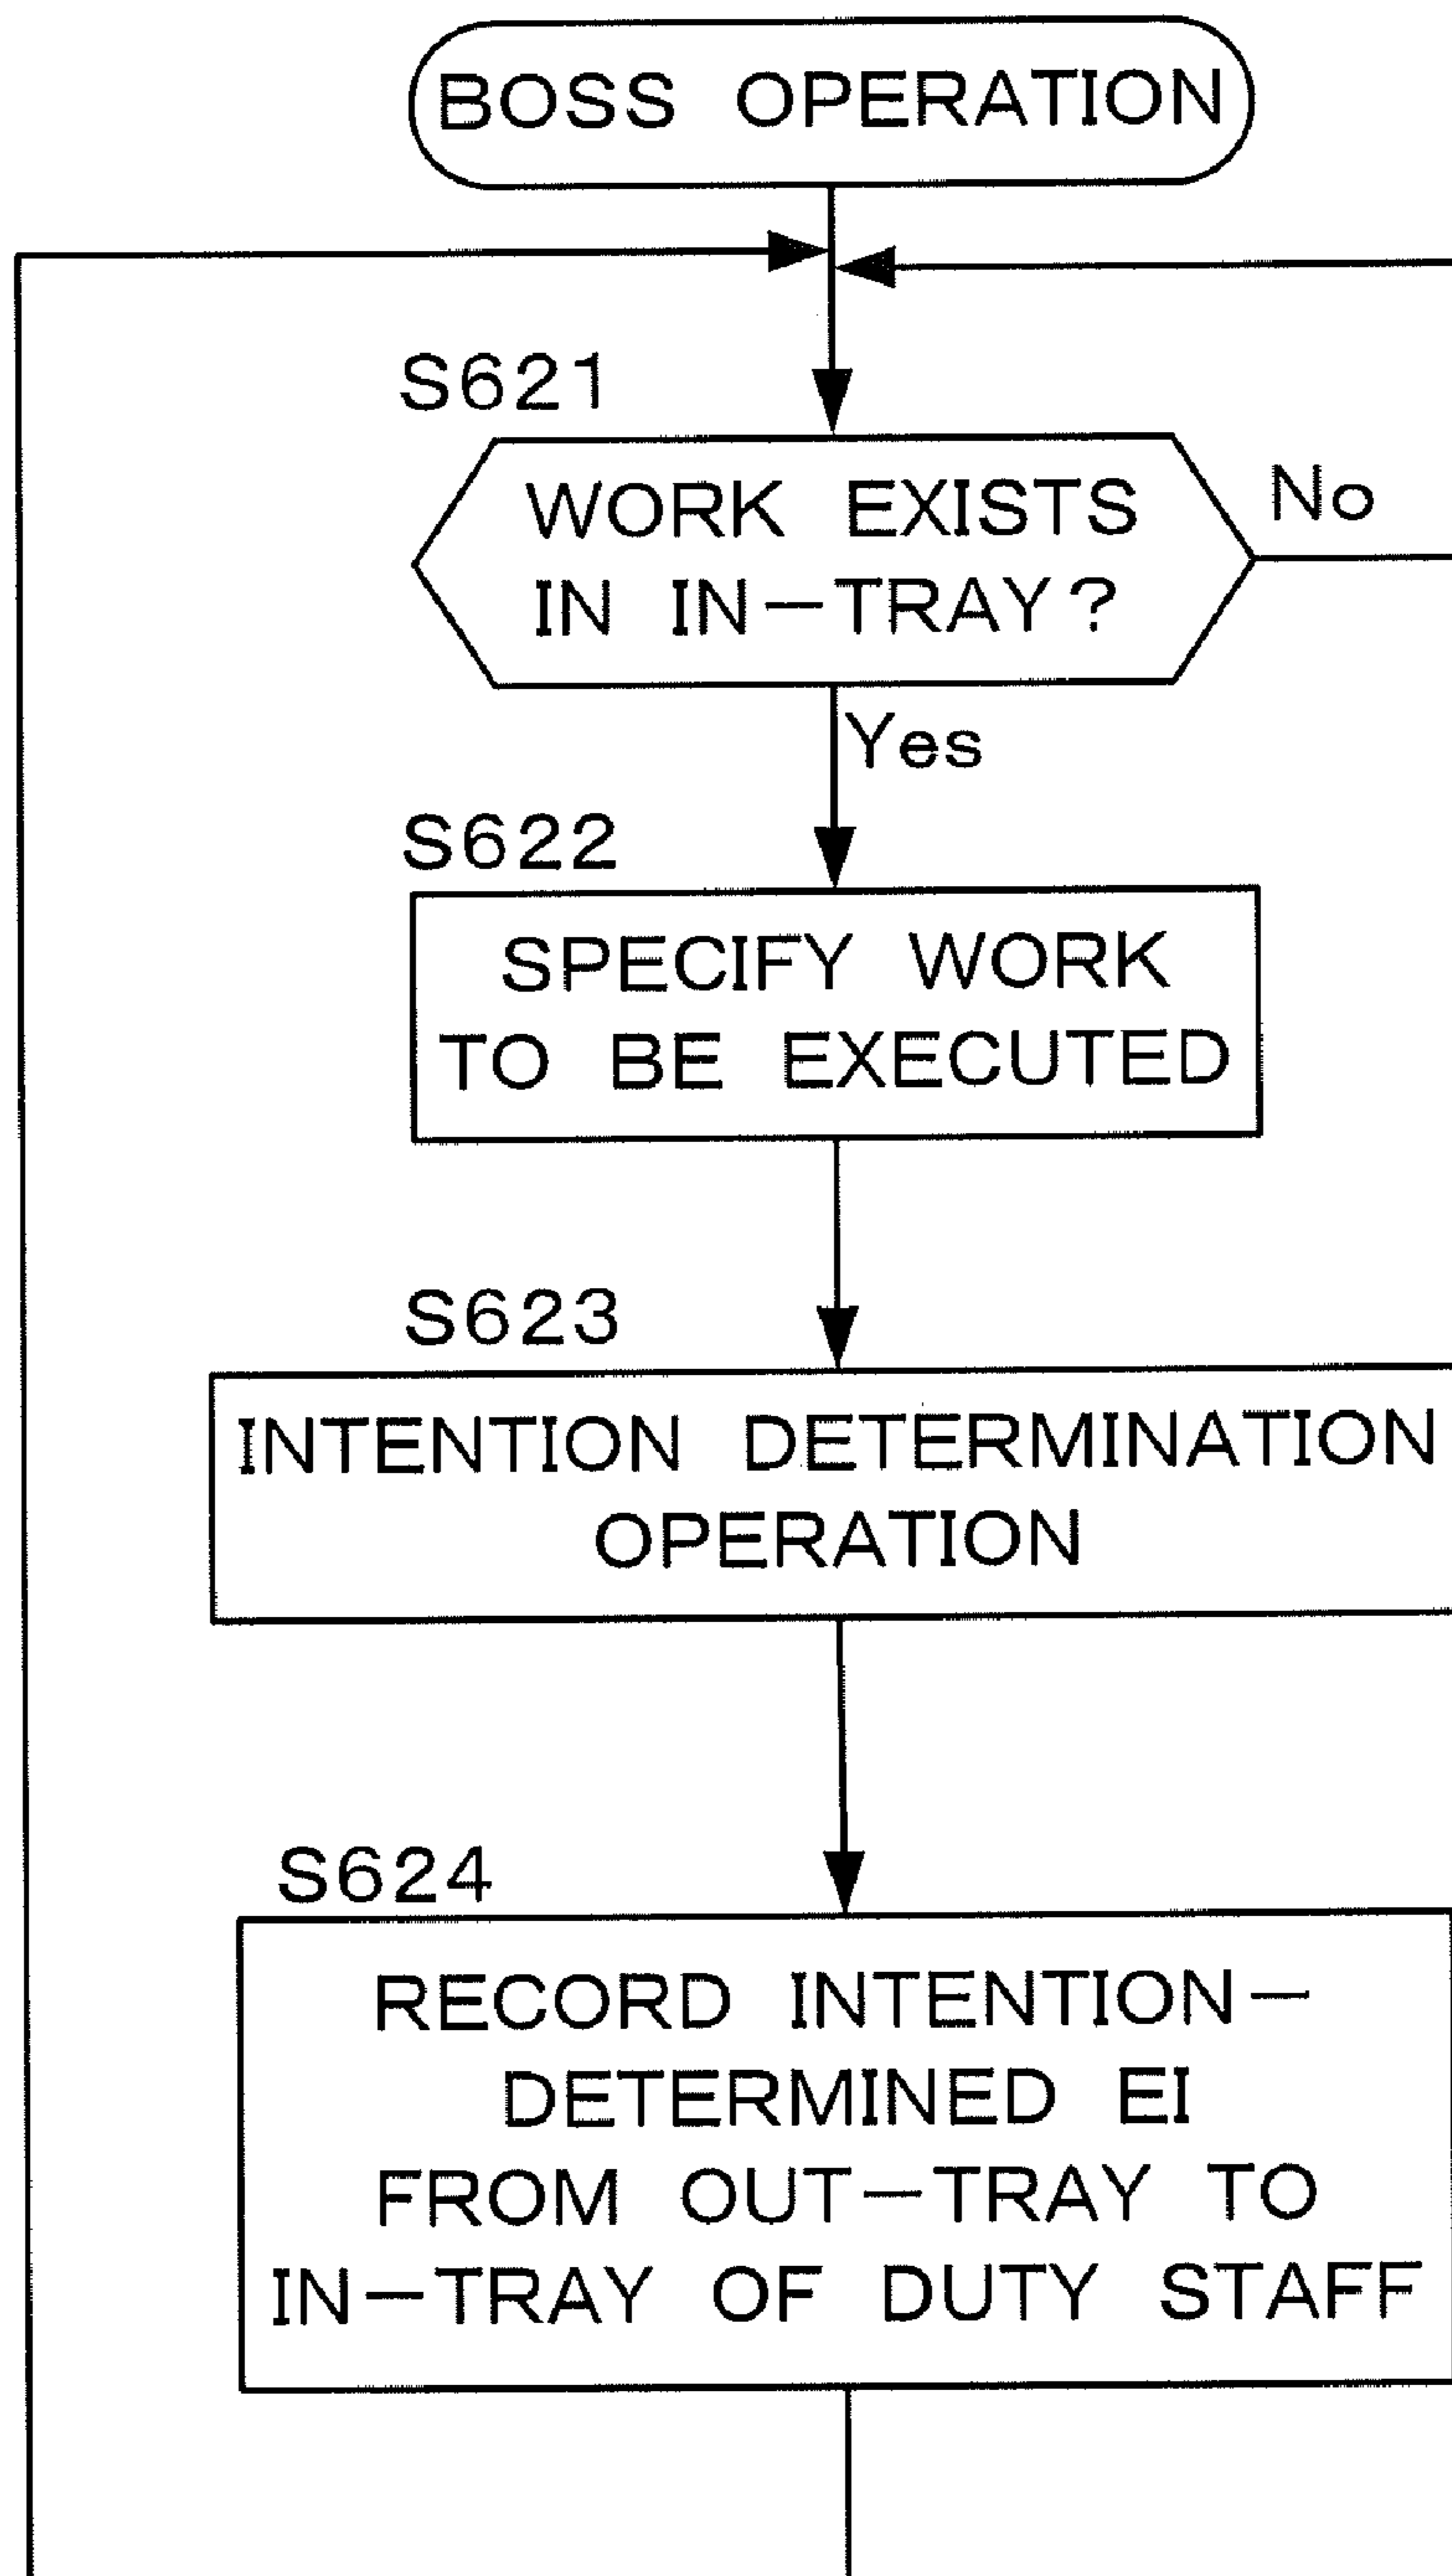 BOSS OPERATION
S621
WORK EXISTS
IN IN-TRAY?
No
Yes
S622
SPECIFY WORK
TO BE EXECUTED
S623
INTENTION DETERMINATION
OPERATION
S624
RECORD INTENTION-
DETERMINED EI
FROM OUT-TRAY TO
IN-TRAY OF DUTY STAFF